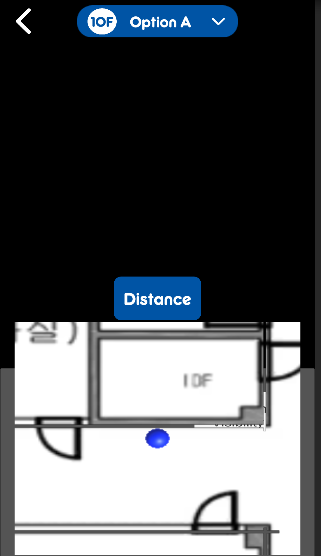 10F Option A
Distance
실)
10F